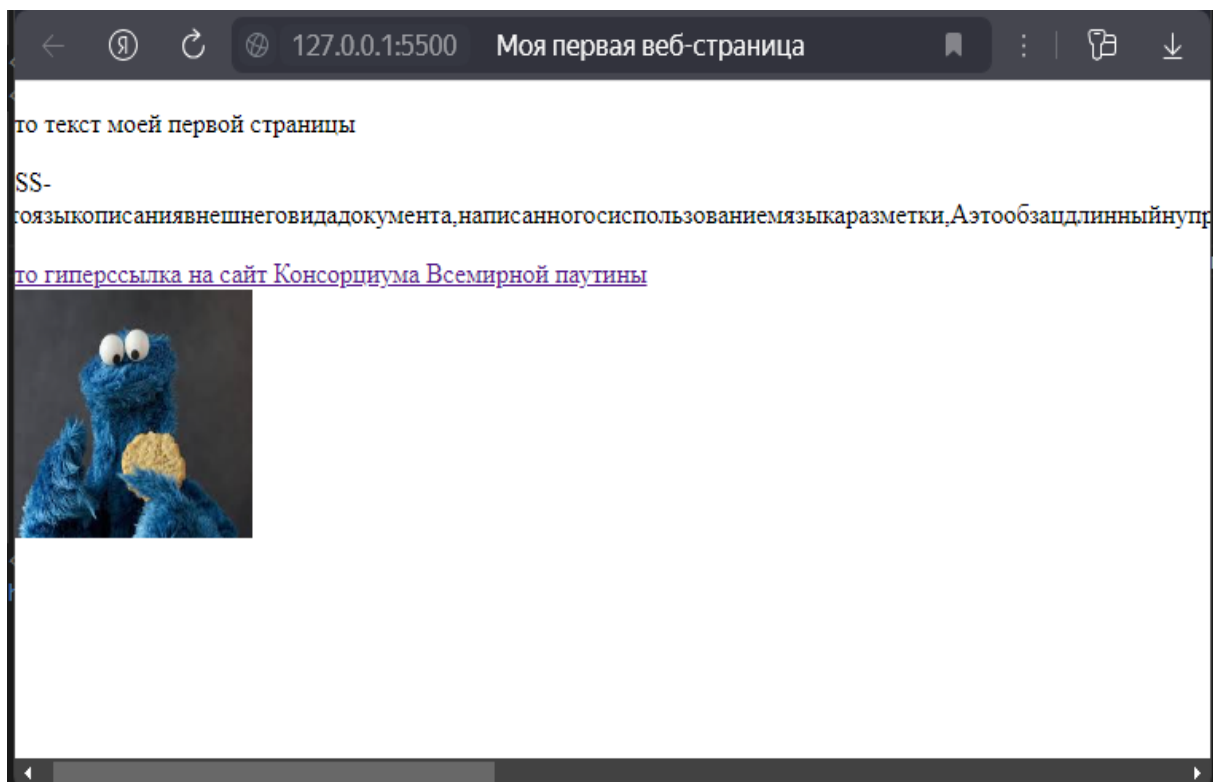 Я 127.0.0.1:5500 Моя первая веб-страница
то текст моей первой страницы
SS-
тоязыкописаниявнешнеговидадокумента,написанногосиспользованиемязыкаразметки,Аэтообзацдлинныйнупр
то гиперссылка на сайт Консорциума Всемирной паутины